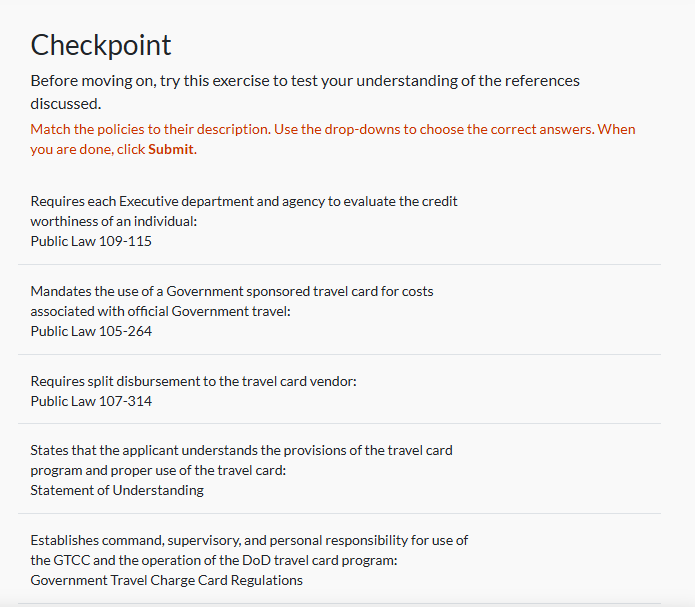 Checkpoint
Before moving on, try this exercise to test your understanding of the references
discussed.
Match the policies to their description. Use the drop-downs to choose the correct answers. When
you are done, click Submit.
Requires each Executive department and agency to evaluate the credit
worthiness of an individual:
Public Law 109-115
Mandates the use of a Government sponsored travel card for costs
associated with official Government travel:
Public Law 105-264
Requires split disbursement to the travel card vendor:
Public Law 107-314
States that the applicant understands the provisions of the travel card
program and proper use of the travel card:
Statement of Understanding
Establishes command, supervisory, and personal responsibility for use of
the GTCC and the operation of the DoD travel card program:
Government Travel Charge Card Regulations